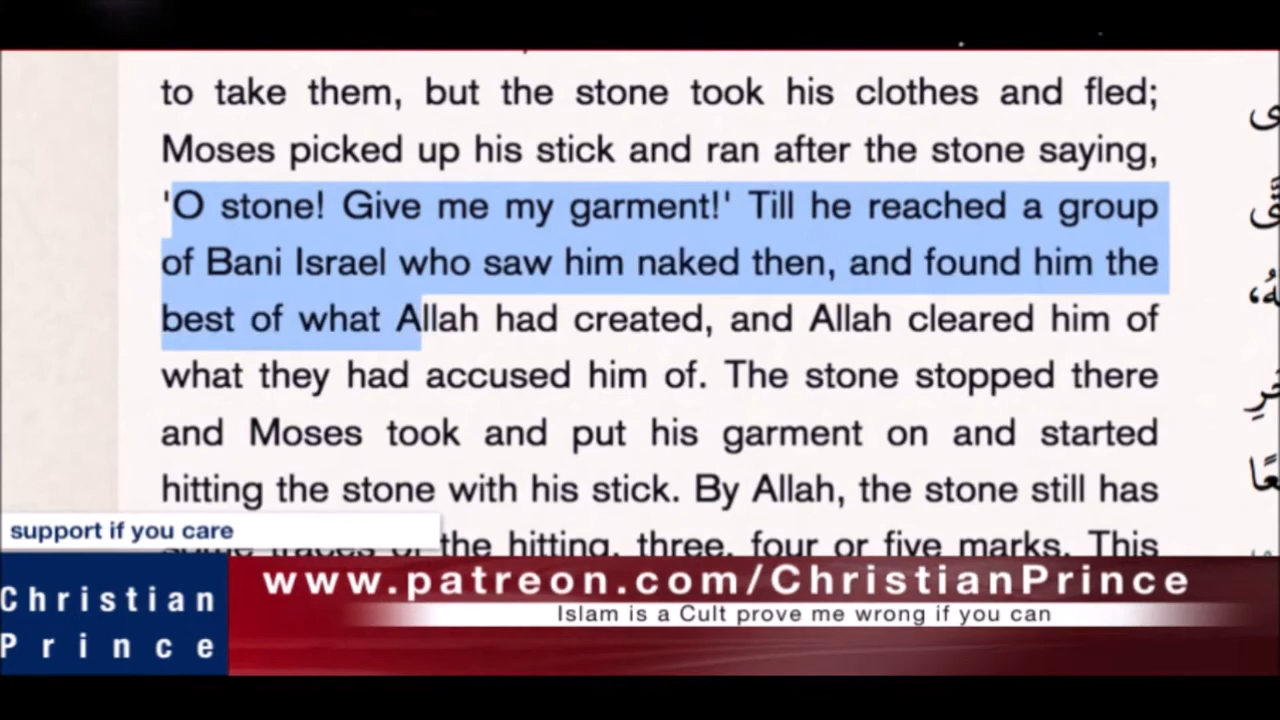 to take them, but the stone took his clothes and fled;
Moses picked up his stick and ran after the stone saying,
'O stone! Give me my garment!' Till he reached a group
of Bani Israel who saw him naked then, and found him the
best of what Allah had created, and Allah cleared him of
what they had accused him of. The stone stopped there
and Moses took and put his garment on and started
hitting the stone with his stick. By Allah, the stone still has
some traces of the hitting, three, four or five marks. This
support if you care
Christian
Prince
www.patreon.com/ChristianPrince
Islam is a Cult prove me wrong if you can